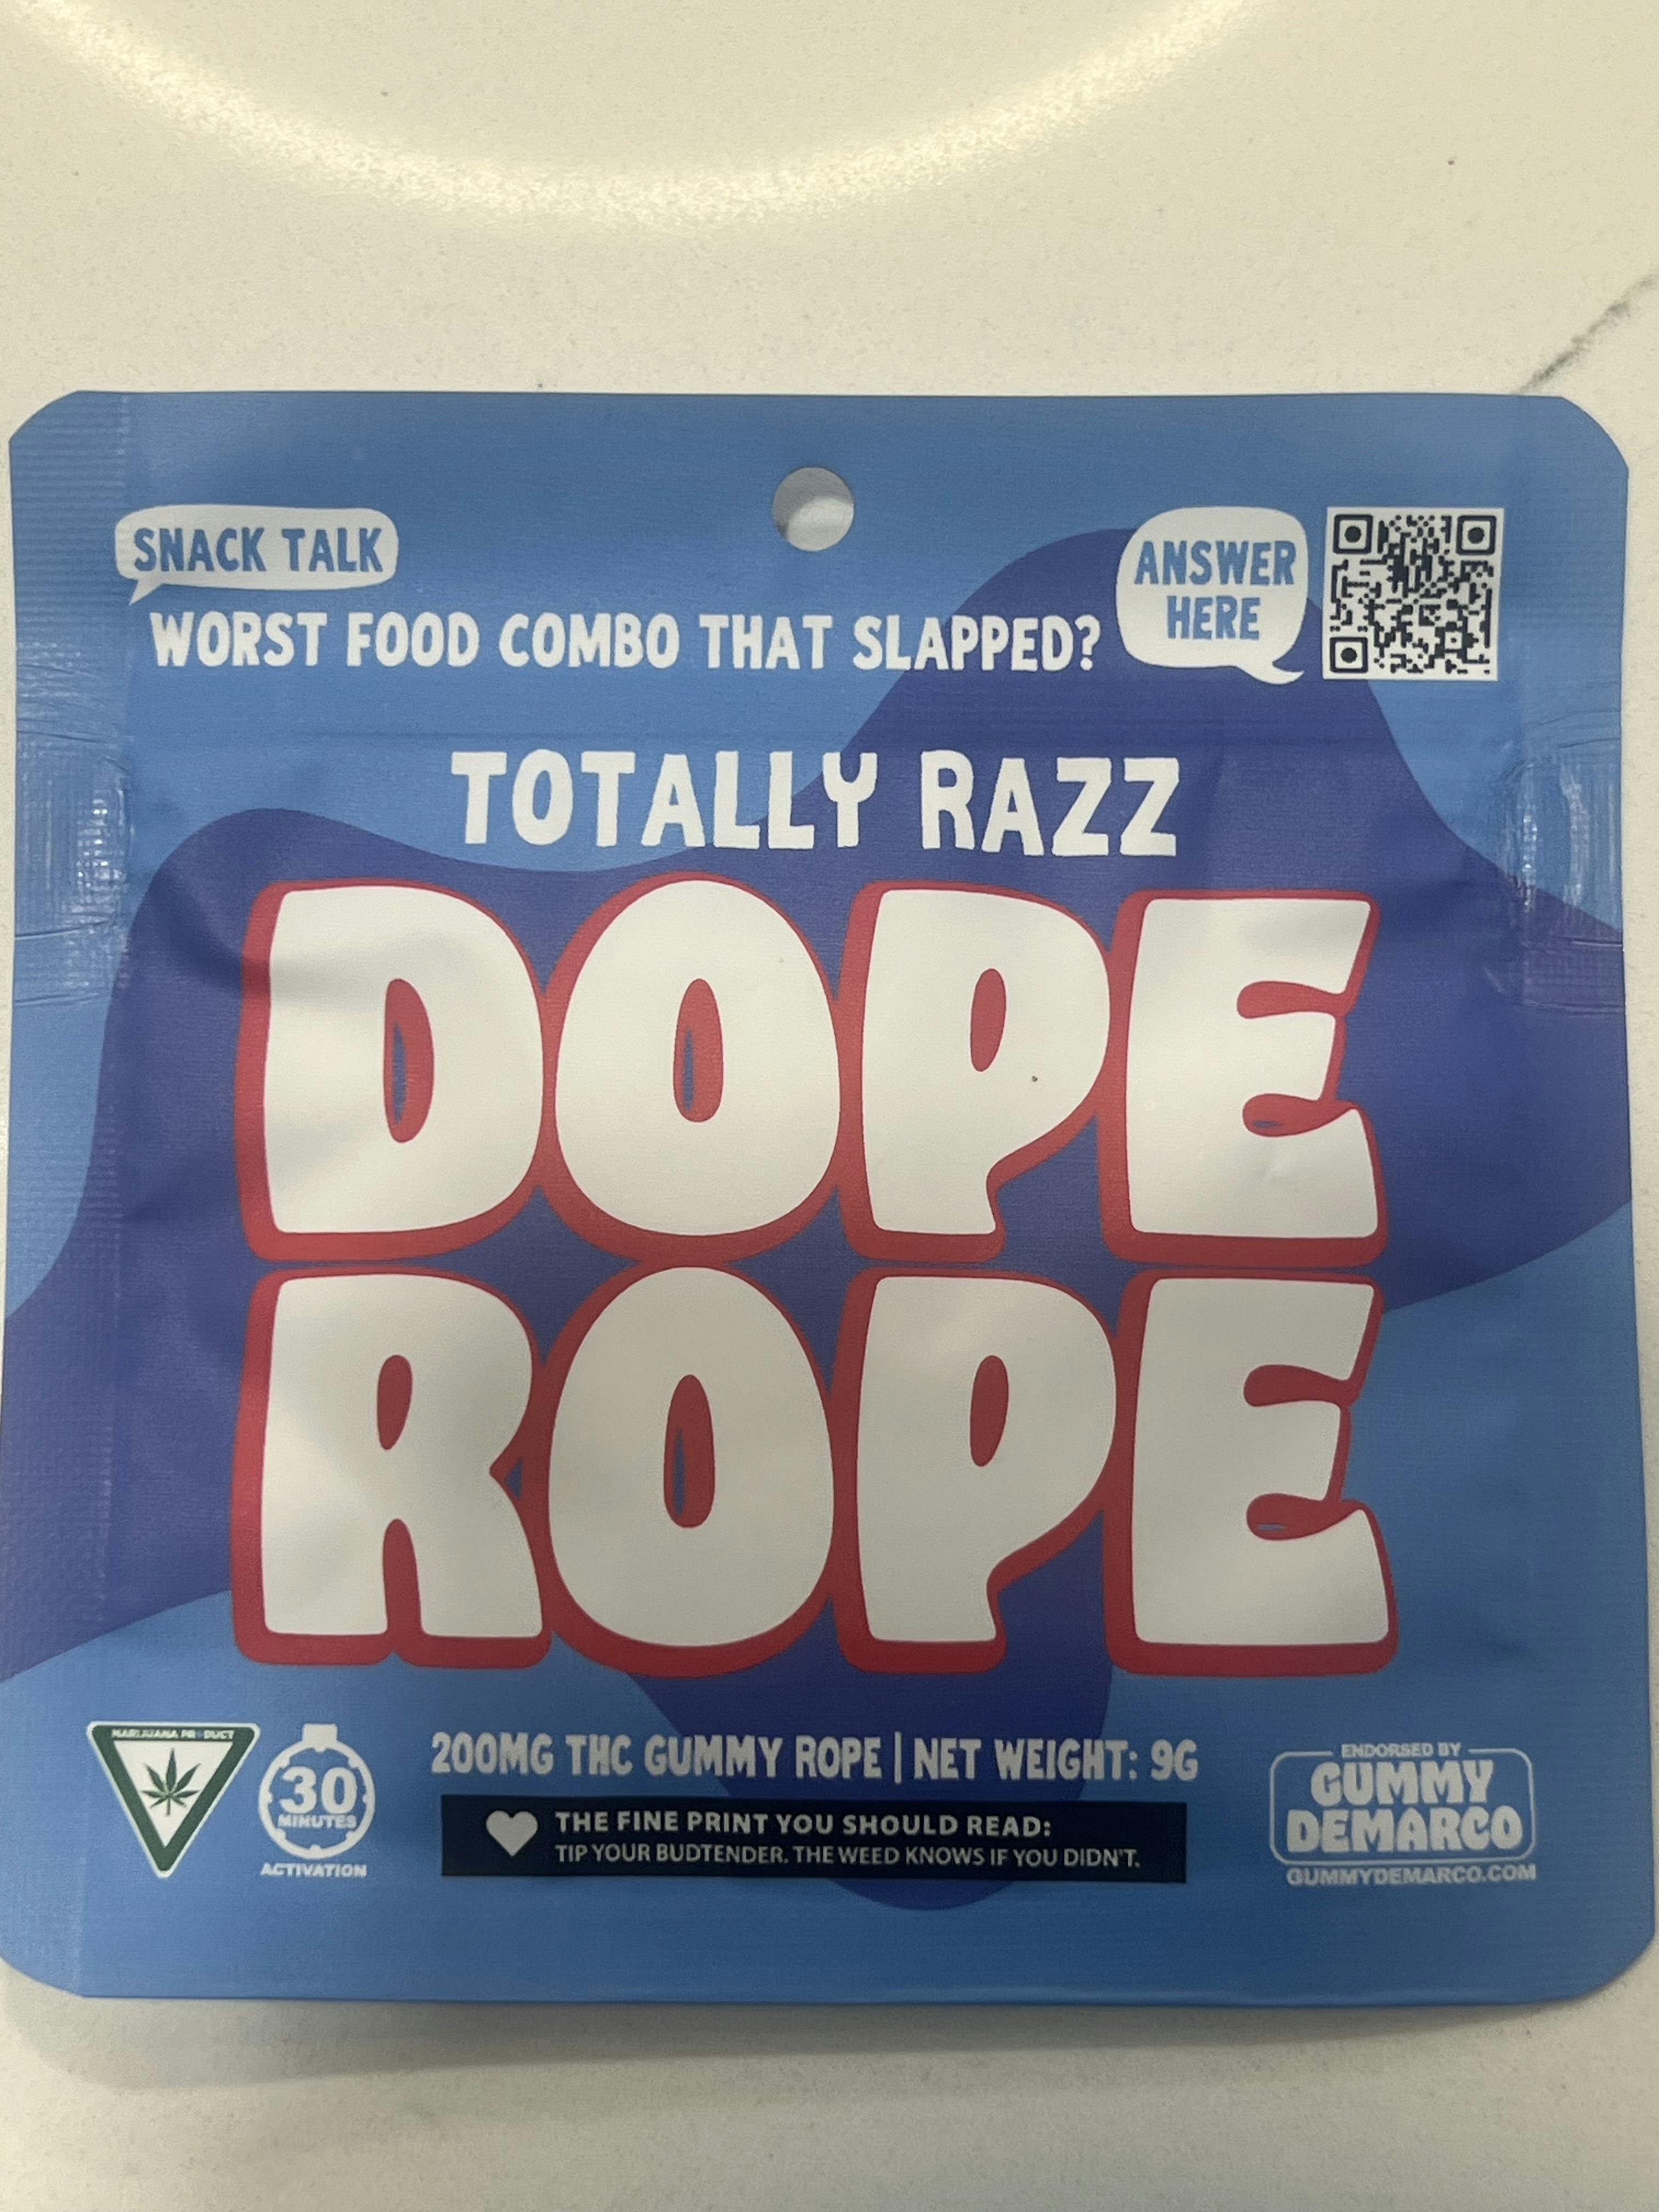 SNACK TALK
WORST FOOD COMBO THAT SLAPPED?
ANSWER
HERE
TOTALLY RAZZ
DOPE
ROPE
MARIJUANA PRODUCT
30
MINUTES
ACTIVATION
200MG THC GUMMY ROPE | NET WEIGHT: 9G
THE FINE PRINT YOU SHOULD READ:
TIP YOUR BUDTENDER. THE WEED KNOWS IF YOU DIDN'T.
ENDORSED BY
GUMMY
DEMARCO
GUMMYDEMARCO.COM